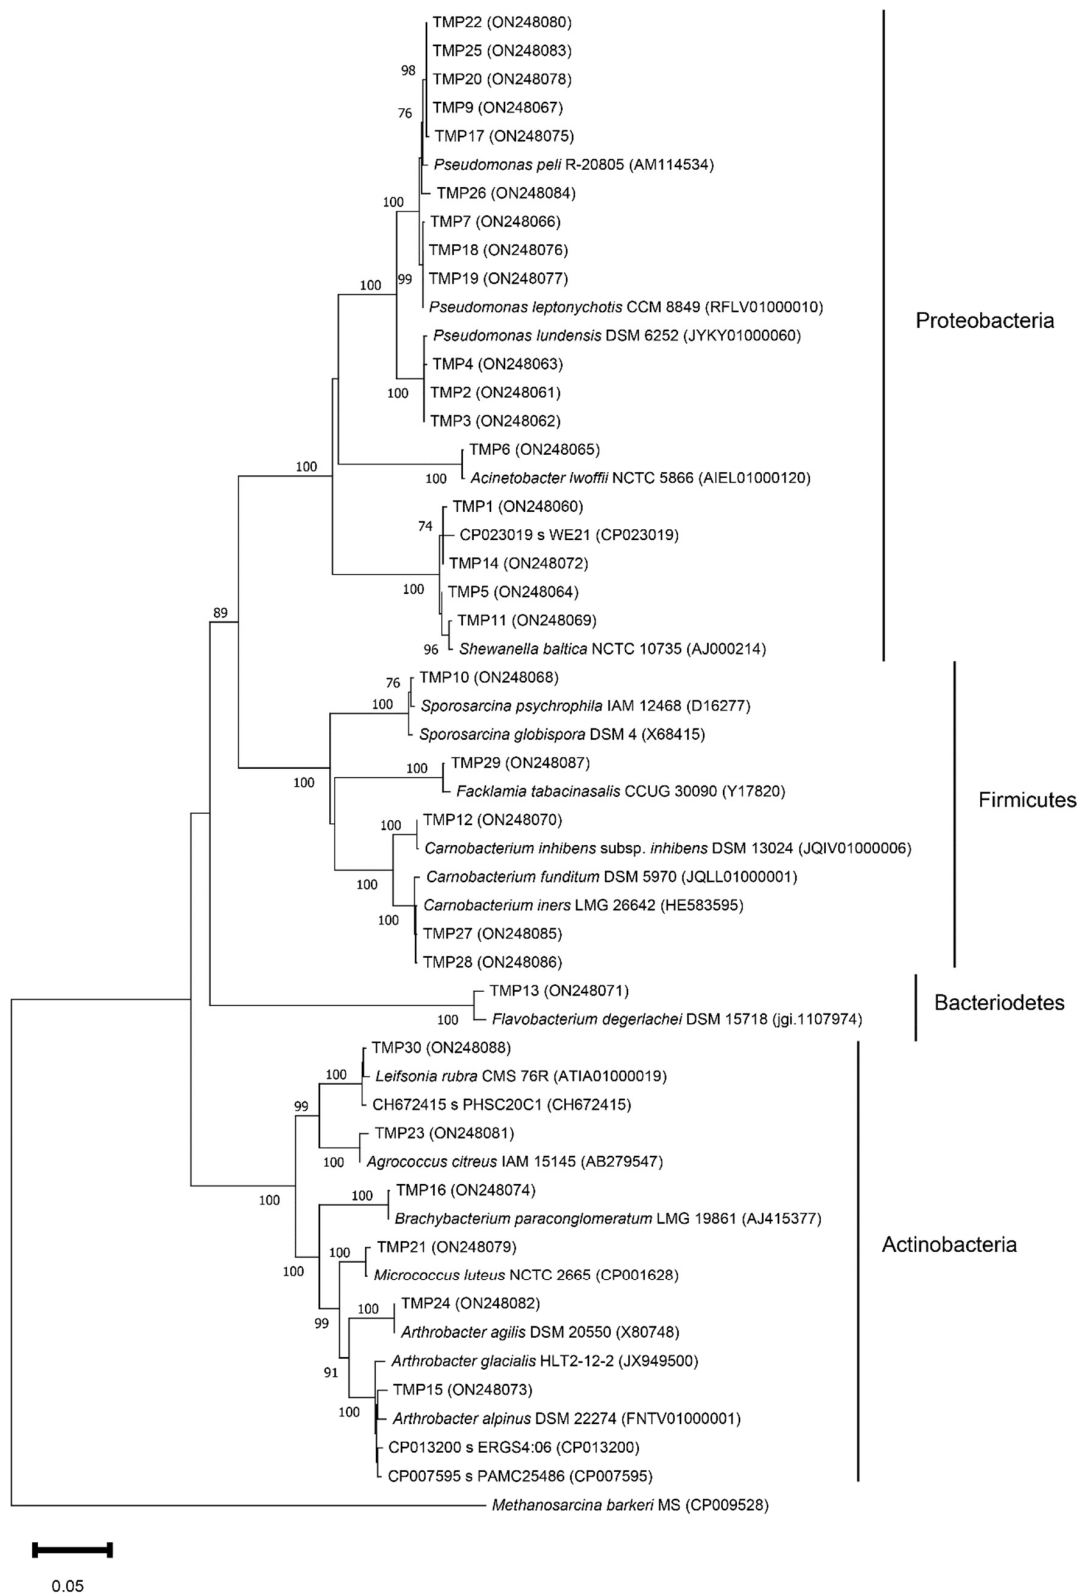 TMP22 (ON248080)
TMP25 (ON248083)
98
TMP20 (ON248078)
76
TMP9 (ON248067)
TMP17 (ON248075)
Pseudomonas peli R-20805 (AM114534)
TMP26 (ON248084)
100
TMP7 (ON248066)
TMP18 (ON248076)
99
TMP19 (ON248077)
100
Pseudomonas leptonychotis CCM 8849 (RFLV01000010)
Proteobacteria
Pseudomonas lundensis DSM 6252 (JYKY01000060)
TMP4 (ON248063)
100
TMP2 (ON248061)
TMP3 (ON248062)
TMP6 (ON248065)
100
100
Acinetobacter lwoffii NCTC 5866 (AIEL01000120)
TMP1 (ON248060)
74
CP023019 s WE21 (CP023019)
TMP14 (ON248072)
100
TMP5 (ON248064)
89
TMP11 (ON248069)
96
Shewanella baltica NCTC 10735 (AJ000214)
TMP10 (ON248068)
76
100
Sporosarcina psychrophila IAM 12468 (D16277)
Sporosarcina globispora DSM 4 (X68415)
TMP29 (ON248087)
100
100
Facklamia tabacinasalis CCUG 30090 (Y17820)
Firmicutes
TMP12 (ON248070)
100
Carnobacterium inhibens subsp. inhibens DSM 13024 (JQIV01000006)
Carnobacterium funditum DSM 5970 (JQLL01000001)
100
Carnobacterium iners LMG 26642 (HE583595)
100
TMP27 (ON248085)
TMP28 (ON248086)
TMP13 (ON248071)
Bacteriodetes
100
Flavobacterium degerlachei DSM 15718 (jgi.1107974)
TMP30 (ON248088)
100
Leifsonia rubra CMS 76R (ATIA01000019)
99
CH672415 s PHSC20C1 (CH672415)
TMP23 (ON248081)
100
Agrococcus citreus IAM 15145 (AB279547)
100
TMP16 (ON248074)
100
Brachybacterium paraconglomeratum LMG 19861 (AJ415377)
Actinobacteria
TMP21 (ON248079)
100
100
Micrococcus luteus NCTC 2665 (CP001628)
TMP24 (ON248082)
100
99
Arthrobacter agilis DSM 20550 (X80748)
Arthrobacter glacialis HLT2-12-2 (JX949500)
91
TMP15 (ON248073)
100
Arthrobacter alpinus DSM 22274 (FNTV01000001)
CP013200 s ERGS4:06 (CP013200)
CP007595 s PAMC25486 (CP007595)
Methanosarcina barkeri MS (CP009528)
0.05